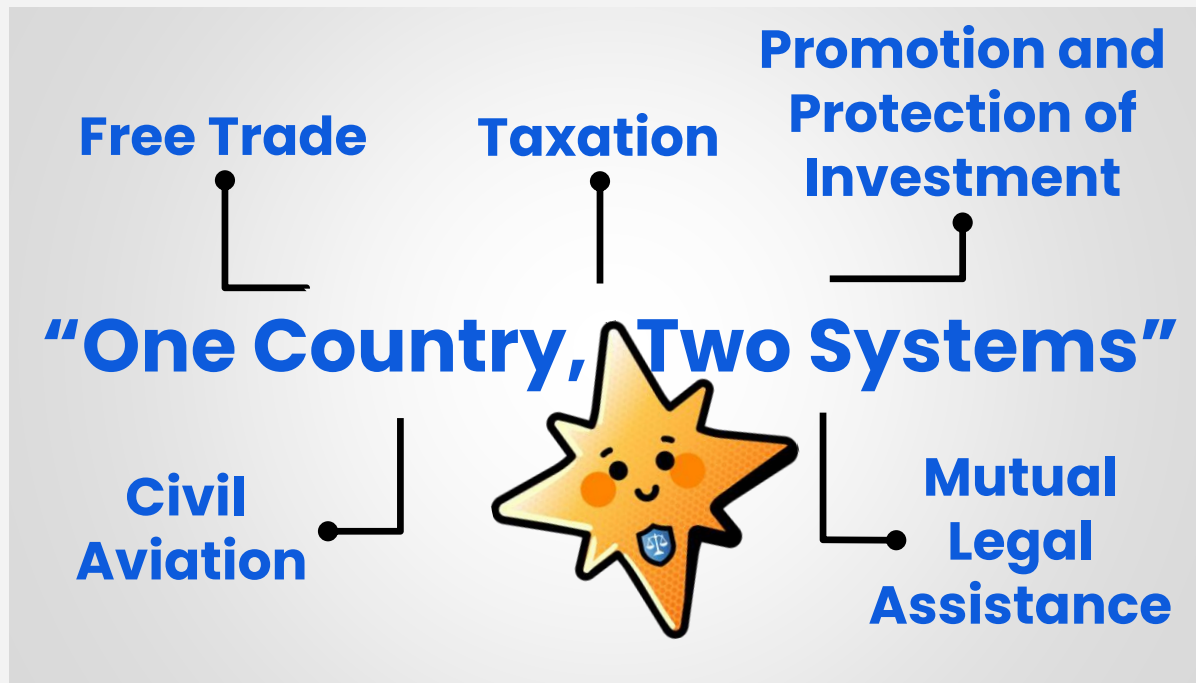 Free Trade
Taxation
Promotion and
Protection of
Investment
“One Country, Two Systems”
Civil
Aviation
Mutual
Legal
Assistance